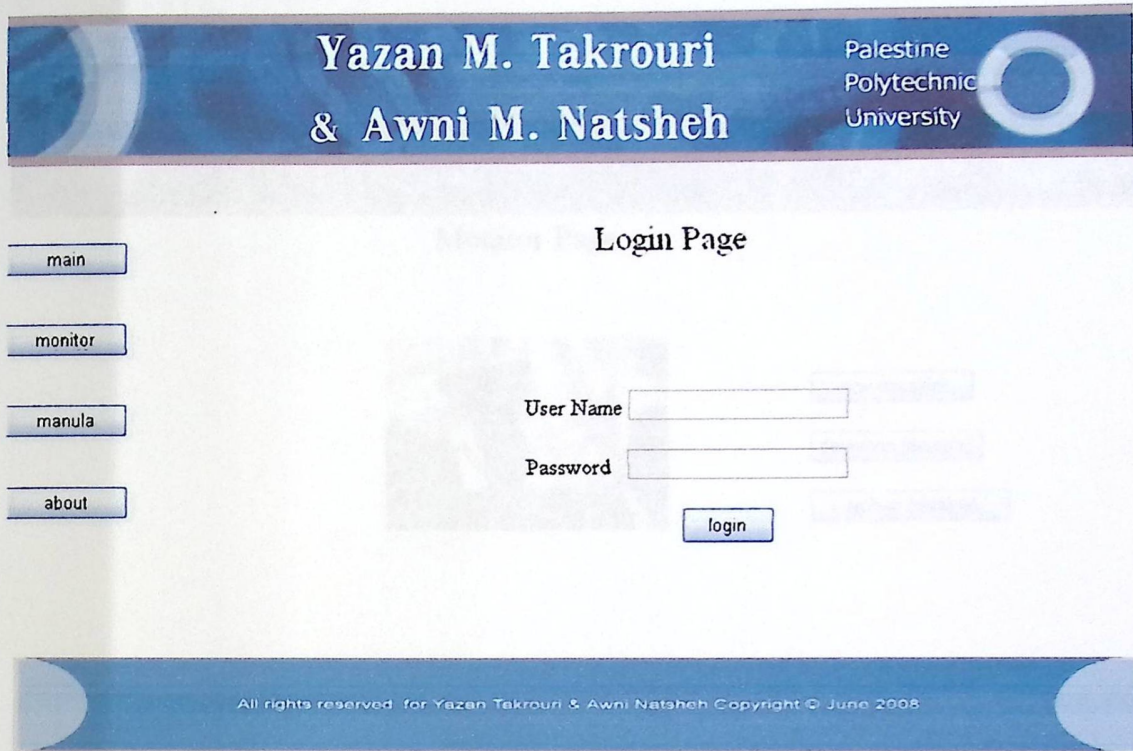 Yazan M. Takrouri
& Awni M. Natsheh
Palestine
Polytechnic
University
Login Page
main
monitor
manula
about
User Name
Password
login
All rights reserved for Yazan Takrouri & Awni Natsheh Copyright © June 2008